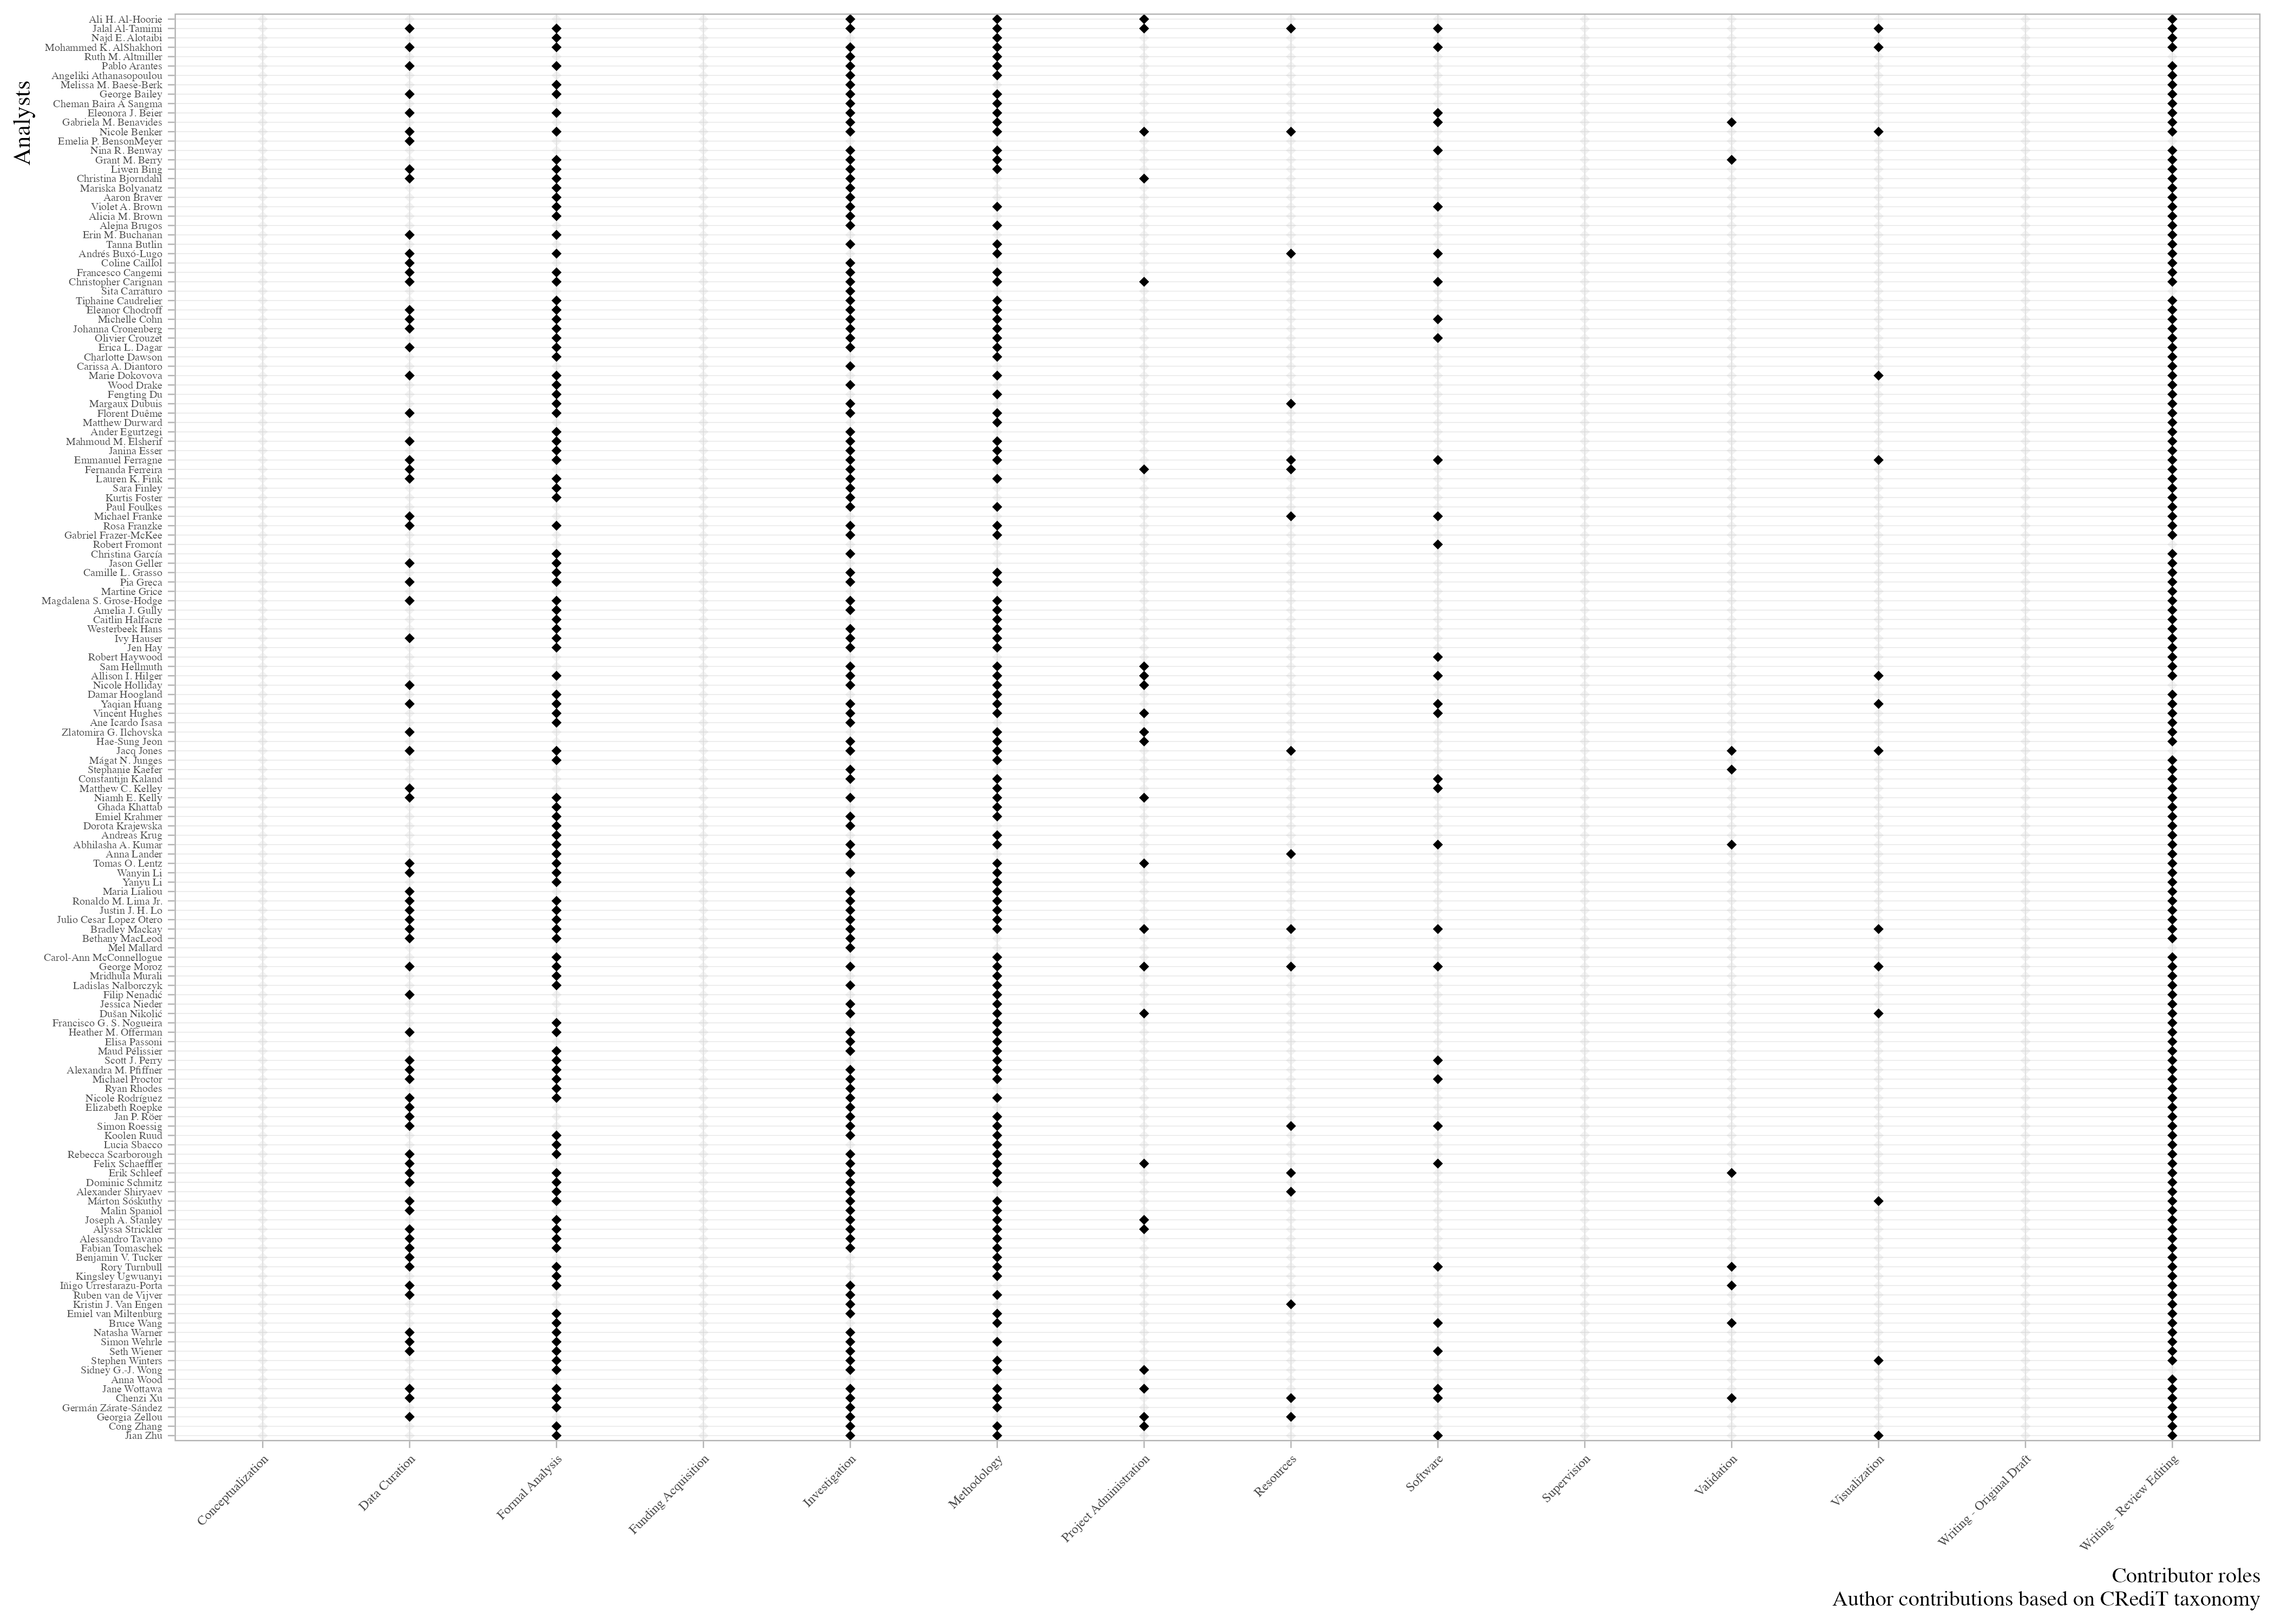 Analysts
Ali H. Al-Hoorie
Jalal Al-Tamimi
Najd E. Alotaibi
Mohammed K. AlShakhori
Ruth M. Altmiller
Pablo Arantes
Angeliki Athanasopoulou
Melissa M. Baese-Berk
George Bailey
Cheman Baira A Sangma
Eleonora J. Beier
Gabriela M. Benavides
Nicole Benker
Emelia P. BensonMeyer
Nina R. Benway
Grant M. Berry
Liwen Bing
Christina Bjorndahl
Mariska Bolyanatz
Aaron Braver
Violet A. Brown
Alicia M. Brown
Alejna Brugos
Erin M. Buchanan
Tanna Butlin
Andrés Buxó-Lugo
Coline Caillol
Francesco Cangemi
Christopher Carignan
Sita Carraturo
Tiphaine Caudrelier
Eleanor Chodroff
Michelle Cohn
Johanna Cronenberg
Olivier Crouzet
Erica L. Dagar
Charlotte Dawson
Carissa A. Diantoro
Marie Dokovova
Wood Drake
Fengting Du
Margaux Dubuis
Florent Duême
Matthew Durward
Ander Egurtzegi
Mahmoud M. Elsherif
Janina Esser
Emmanuel Ferragne
Fernanda Ferreira
Lauren K. Fink
Sara Finley
Kurtis Foster
Paul Foulkes
Michael Franke
Rosa Franzke
Gabriel Frazer-McKee
Robert Fromont
Christina García
Jason Geller
Camille L. Grasso
Pia Greca
Martine Grice
Magdalena S. Grose-Hodge
Amelia J. Gully
Caitlin Halfacre
Westerbeek Hans
Ivy Hauser
Jen Hay
Robert Haywood
Sam Hellmuth
Allison I. Hilger
Nicole Holliday
Damar Hoogland
Yaqian Huang
Vincent Hughes
Ane Icardo Isasa
Zlatomira G. Ilchovska
Hae-Sung Jeon
Jacq Jones
Mágat N. Junges
Stephanie Kaefer
Constantijn Kaland
Matthew C. Kelley
Niamh E. Kelly
Ghada Khattab
Emiel Krahmer
Dorota Krajewska
Andreas Krug
Abhilasha A. Kumar
Anna Lander
Tomas O. Lentz
Wanyin Li
Yanyu Li
Maria Lialiou
Ronaldo M. Lima Jr.
Justin J. H. Lo
Julio Cesar Lopez Otero
Bradley Mackay
Bethany MacLeod
Mel Mallard
Carol-Ann McConnellogue
George Moroz
Mridhula Murali
Ladislas Nalborczyk
Filip Nenadić
Jessica Nieder
Dušan Nikolić
Francisco G. S. Nogueira
Heather M. Offerman
Elisa Passoni
Maud Pélissier
Scott J. Perry
Alexandra M. Pfiffner
Michael Proctor
Ryan Rhodes
Nicole Rodríguez
Elizabeth Roepke
Jan P. Röer
Simon Roessig
Koolen Ruud
Lucia Sbacco
Rebecca Scarborough
Felix Schaeffler
Erik Schleef
Dominic Schmitz
Alexander Shiryaev
Márton Sóskuthy
Malin Spaniol
Joseph A. Stanley
Alyssa Strickler
Alessandro Tavano
Fabian Tomaschek
Benjamin V. Tucker
Rory Turnbull
Kingsley Ugwuanyi
Iñigo Urrestarazu-Porta
Ruben van de Vijver
Kristin J. Van Engen
Emiel van Miltenburg
Bruce Wang
Natasha Warner
Simon Wehrle
Seth Wiener
Stephen Winters
Sidney G.-J. Wong
Anna Wood
Jane Wottawa
Chenzi Xu
Germán Zárate-Sández
Georgia Zellou
Cong Zhang
Jian Zhu
Conceptualization
Data Curation
Formal Analysis
Funding Acquisition
Investigation
Methodology
Project Administration
Resources
Software
Supervision
Validation
Visualization
Writing - Original Draft
Writing - Review Editing
Contributor roles
Author contributions based on CRediT taxonomy